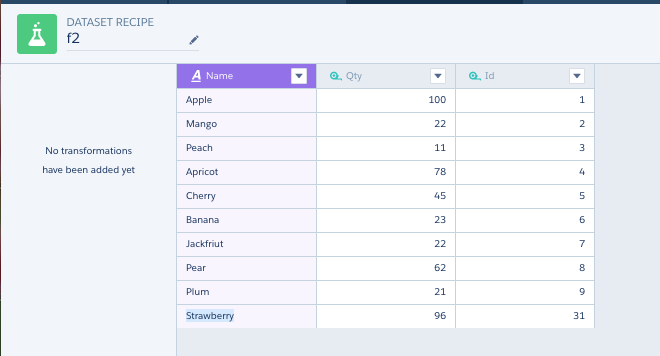 DATASET RECIPE
f2
No transformations
have been added yet
A Name Qty Id
Apple 100 1
Mango 22 2
Peach 11 3
Apricot 78 4
Cherry 45 5
Banana 23 6
Jackfriut 22 7
Pear 62 8
Plum 21 9
Strawberry 96 31